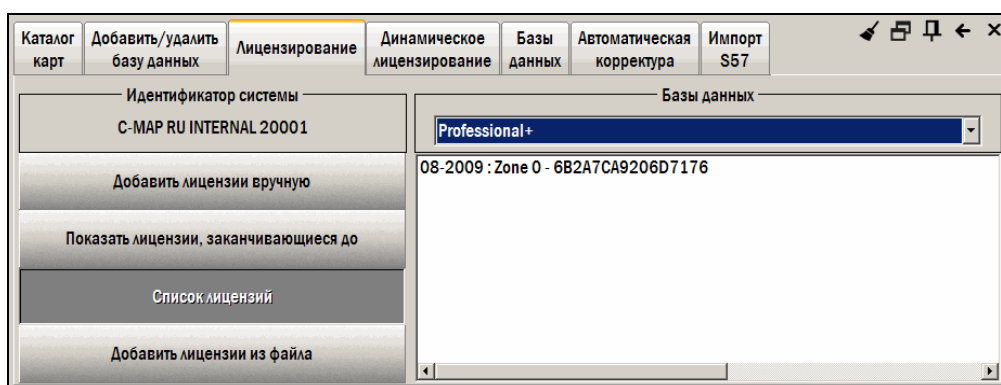 Каталог карт
Добавить/удалить базу данных
Лицензирование
Динамическое лицензирование
Базы данных
Автоматическая корректура
Импорт S57
Идентификатор системы
C-MAP RU INTERNAL 20001
Базы данных
Professional+
08-2009 : Zone 0 - 6B2A7CA9206D7176
Добавить лицензии вручную
Показать лицензии, заканчивающиеся до
Список лицензий
Добавить лицензии из файла